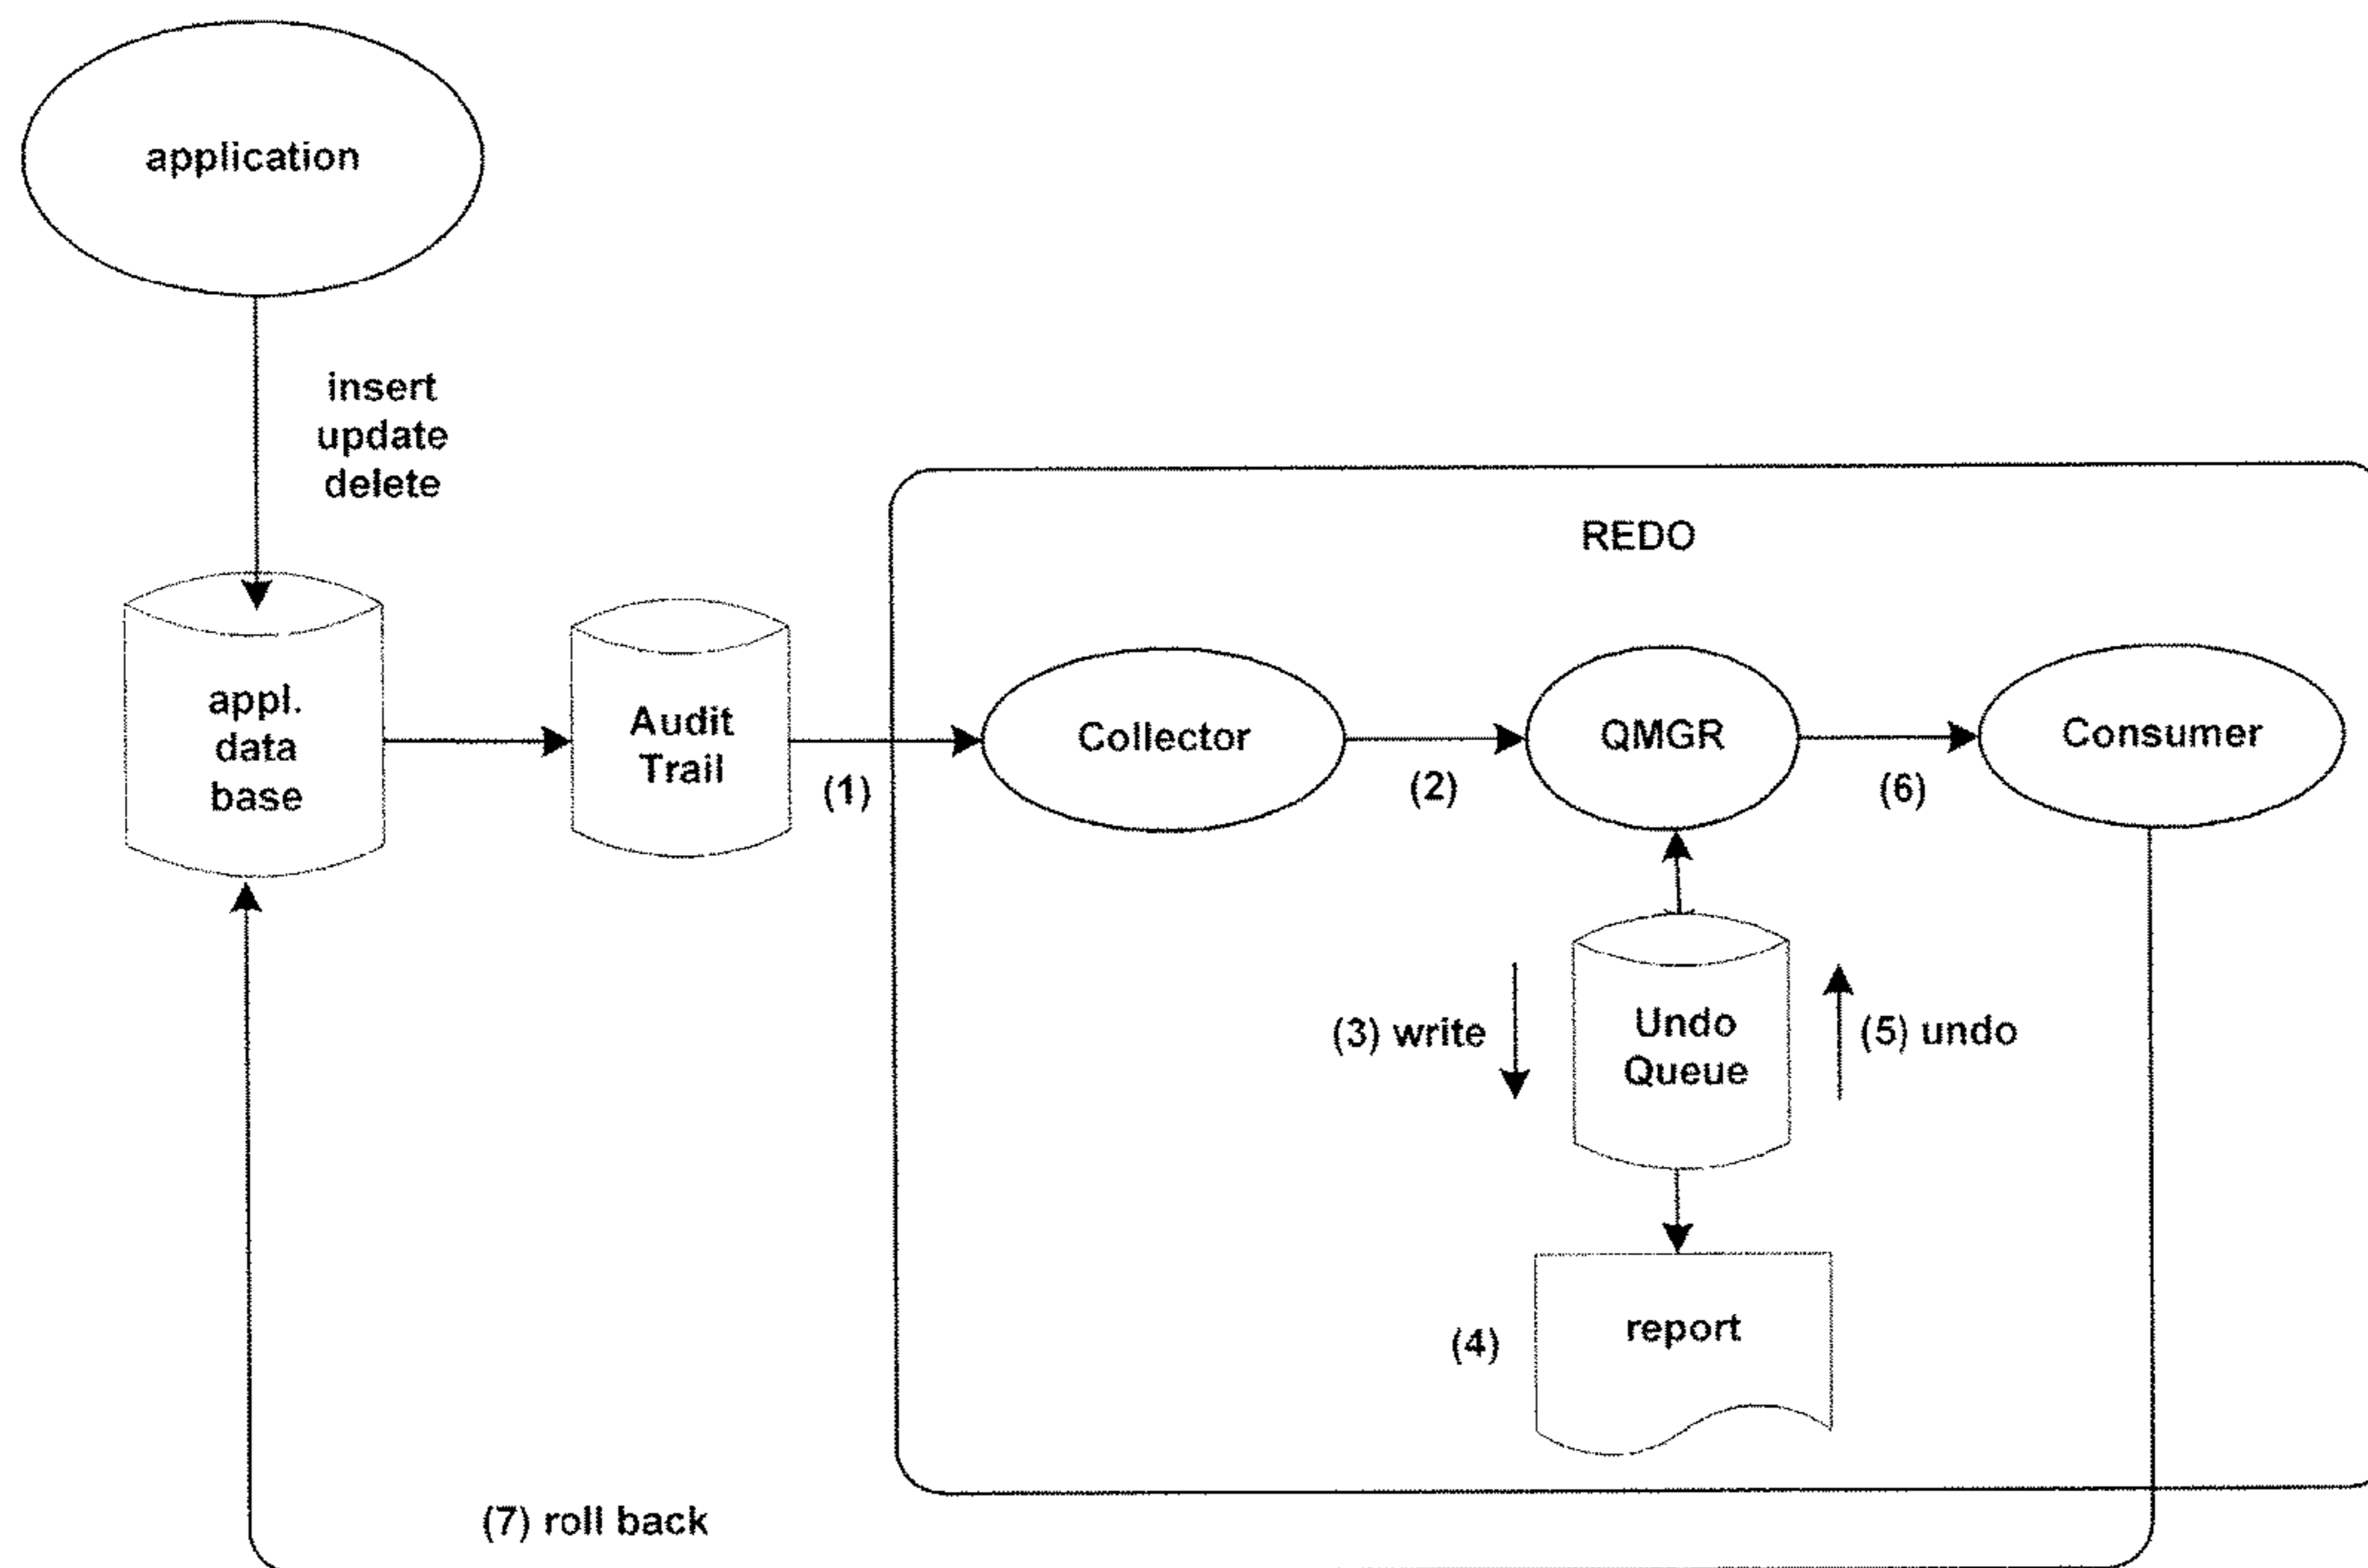 application
insert
update
delete
REDO
appl.
data
base
Audit
Trail
(1)
Collector
(2)
QMGR
(6)
Consumer
(3) write
Undo
Queue
(5) undo
(4)
report
(7) roll back